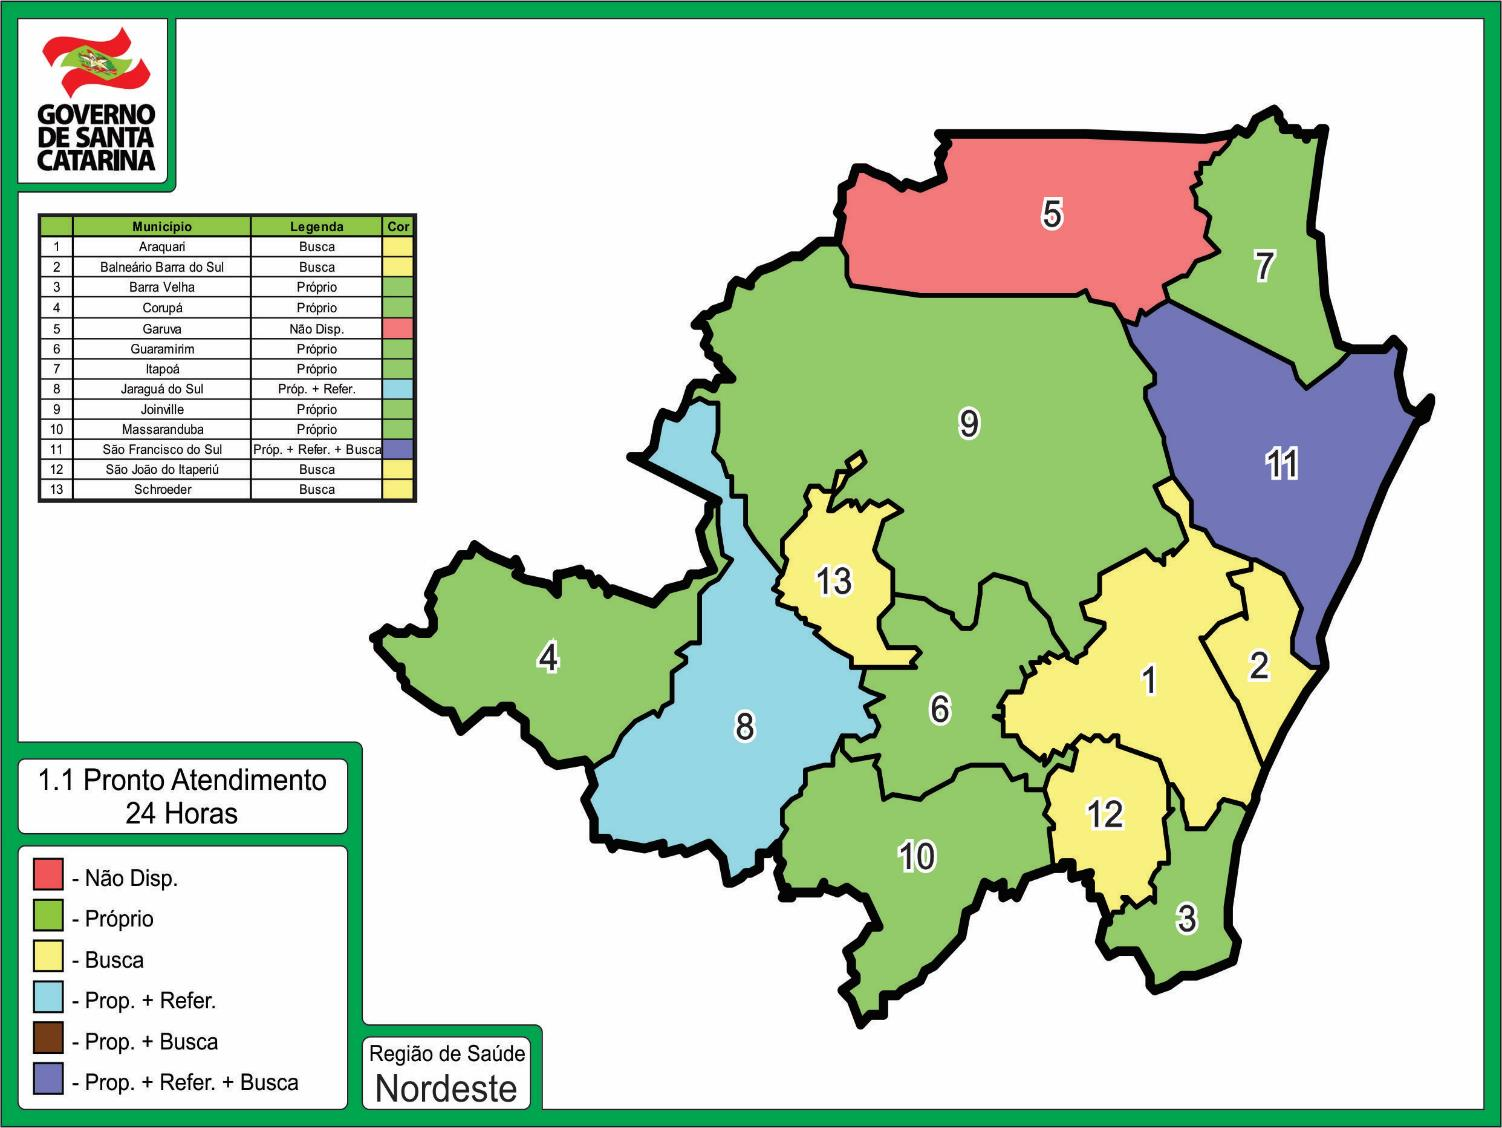 GOVERNO
DE SANTA
CATARINA
Município Legenda Cor
1 Araquari Busca
2 Balneário Barra do Sul Busca
3 Barra Velha Próprio
4 Corupá Próprio
5 Garuva Não Disp.
6 Guaramirim Próprio
7 Itapoá Próprio
8 Jaraguá do Sul Próp. + Refer.
9 Joinville Próprio
10 Massaranduba Próprio
11 São Francisco do Sul Próp. + Refer. + Busca
12 São João do Itaperiú Busca
13 Schroeder Busca
5
7
9
11
13
4
1
2
6
8
12
10
3
1.1 Pronto Atendimento
24 Horas
- Não Disp.
- Próprio
- Busca
- Prop. + Refer.
- Prop. + Busca
- Prop. + Refer. + Busca
Região de Saúde
Nordeste